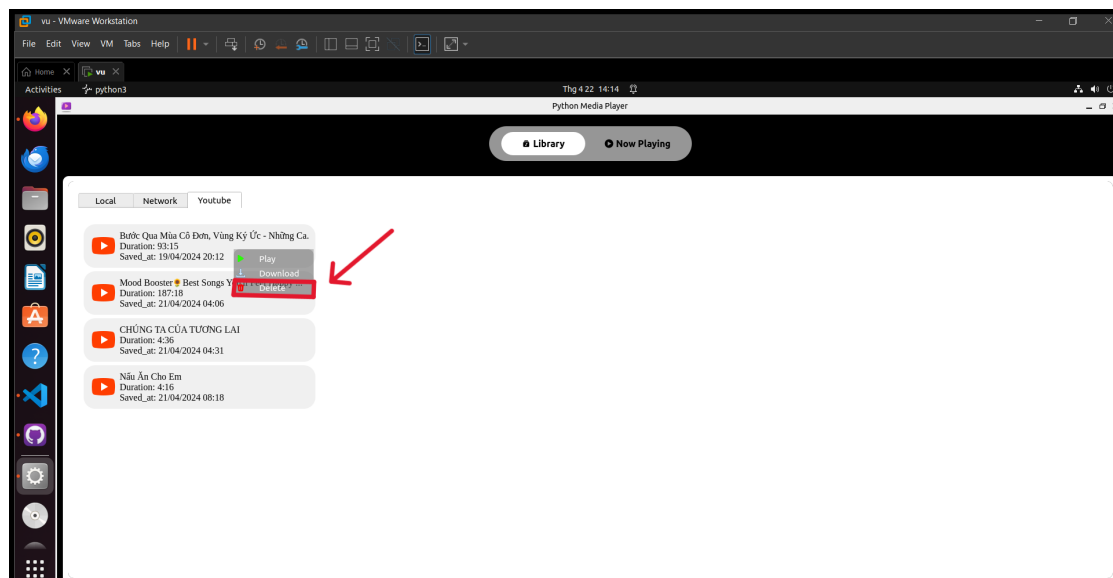 vu - VMware Workstation
File Edit View VM Tabs Help
Home vu
Activities python3 Thg 4 22 14:14
Python Media Player
Library Now Playing
Local Network Youtube
Bước Qua Mùa Cô Đơn, Vùng Ký Ức - Những Ca.
Duration: 93:15
Saved_at: 19/04/2024 20:12
Play
Download
Delete
Mood Booster Best Songs
Duration: 187:18
Saved_at: 21/04/2024 04:06
CHÚNG TA CỦA TƯƠNG LAI
Duration: 4:36
Saved_at: 21/04/2024 04:31
Nấu Ăn Cho Em
Duration: 4:16
Saved_at: 21/04/2024 08:18